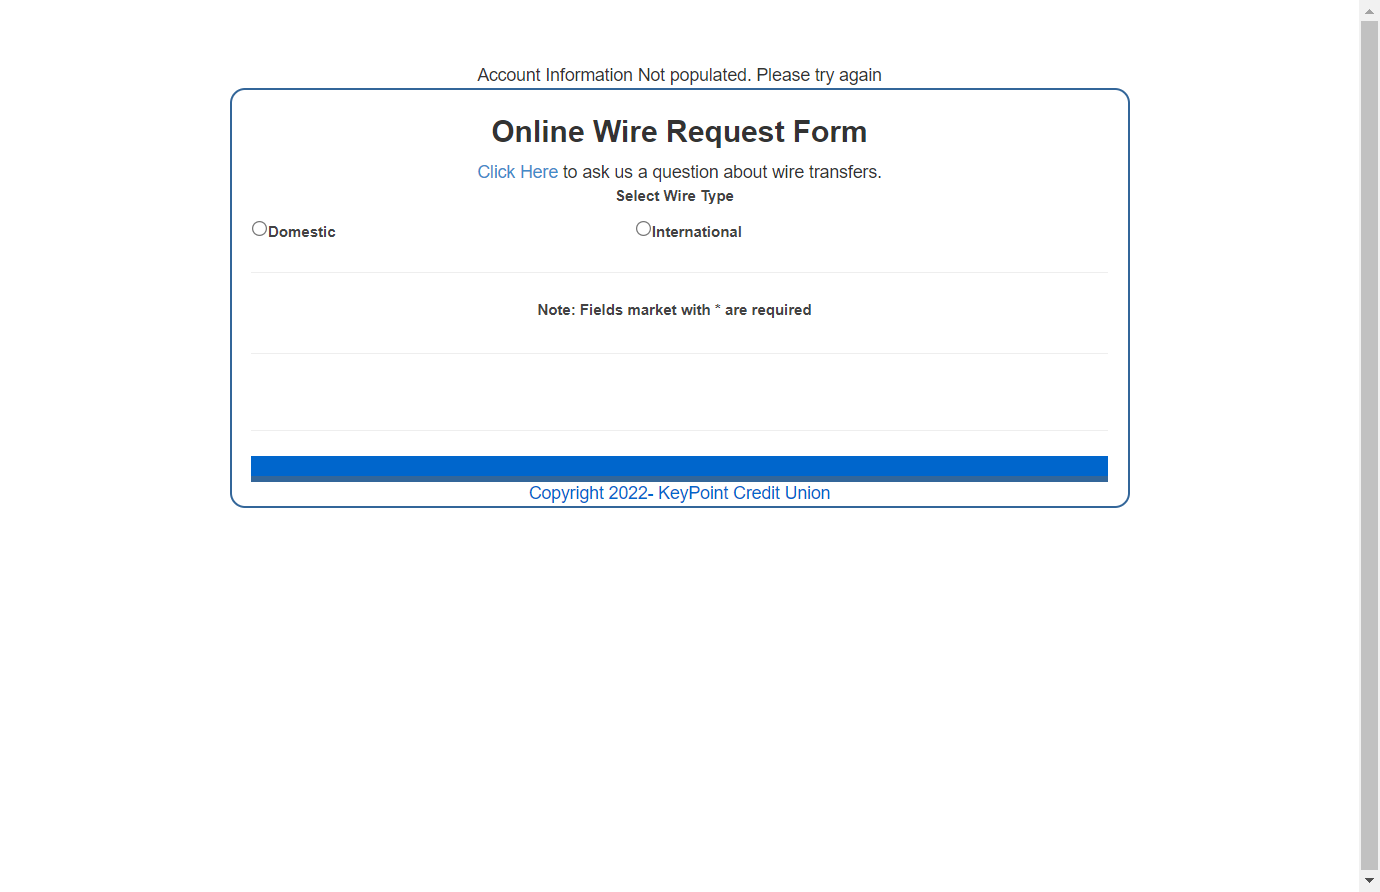 Account Information Not populated. Please try again
Online Wire Request Form
Click Here to ask us a question about wire transfers.
Select Wire Type
Domestic
International
Note: Fields market with * are required
Copyright 2022- KeyPoint Credit Union